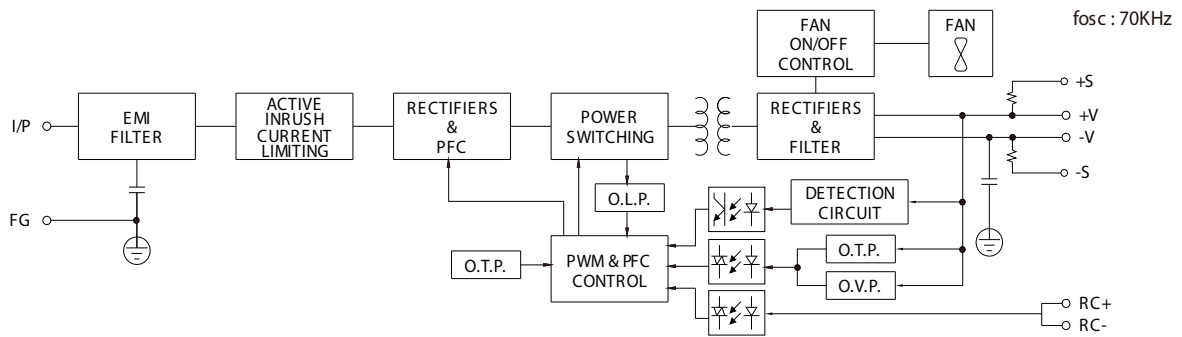 fosc : 70KHz
FAN
ON/OFF
CONTROL
FAN
+S
I/P
EMI
FILTER
ACTIVE
INRUSH
CURRENT
LIMITING
RECTIFIERS
&
PFC
POWER
SWITCHING
RECTIFIERS
&
FILTER
+V
-V
-S
O.L.P.
DETECTION
CIRCUIT
FG
O.T.P.
PWM & PFC
CONTROL
O.T.P.
O.V.P.
RC+
RC-